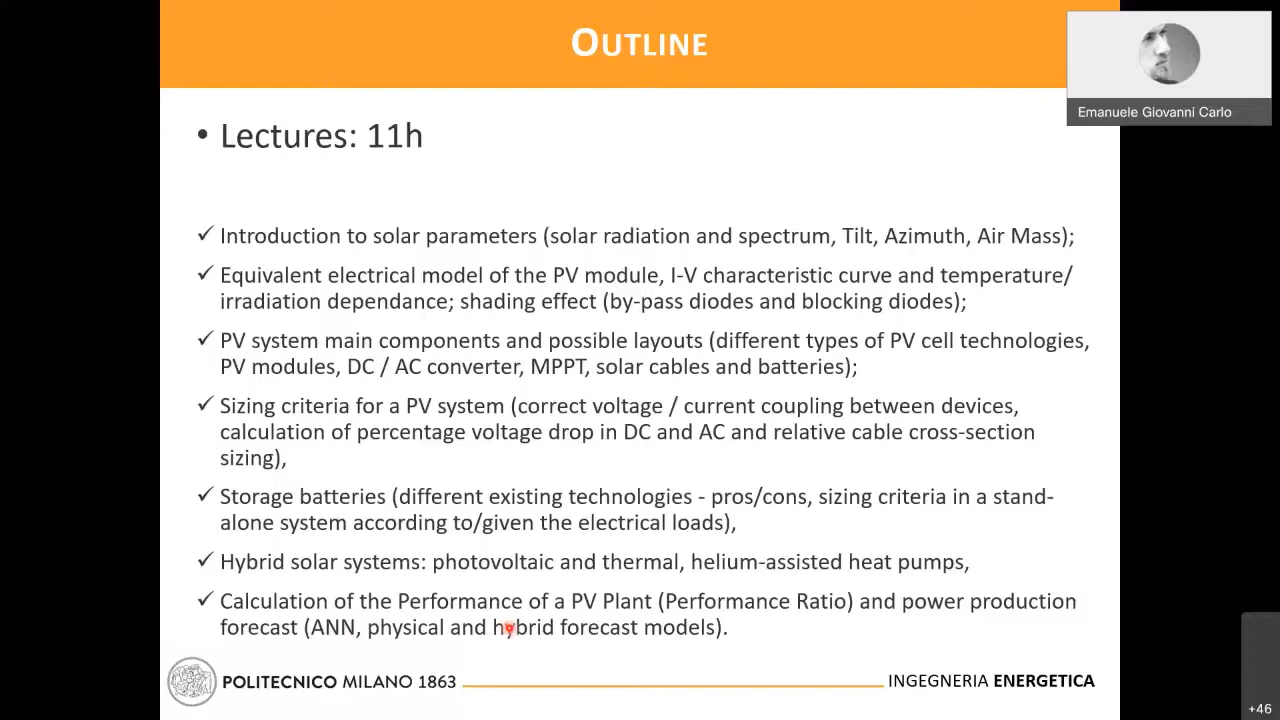 OUTLINE
Emanuele Giovanni Carlo
• Lectures: 11h
✓ Introduction to solar parameters (solar radiation and spectrum, Tilt, Azimuth, Air Mass);
✓ Equivalent electrical model of the PV module, I-V characteristic curve and temperature/
irradiation dependance; shading effect (by-pass diodes and blocking diodes);
✓ PV system main components and possible layouts (different types of PV cell technologies,
PV modules, DC / AC converter, MPPT, solar cables and batteries);
✓ Sizing criteria for a PV system (correct voltage / current coupling between devices,
calculation of percentage voltage drop in DC and AC and relative cable cross-section
sizing),
✓ Storage batteries (different existing technologies - pros/cons, sizing criteria in a stand-
alone system according to/given the electrical loads),
✓ Hybrid solar systems: photovoltaic and thermal, helium-assisted heat pumps,
✓ Calculation of the Performance of a PV Plant (Performance Ratio) and power production
forecast (ANN, physical and hybrid forecast models).
POLITECNICO MILANO 1863
INGEGNERIA ENERGETICA
+46